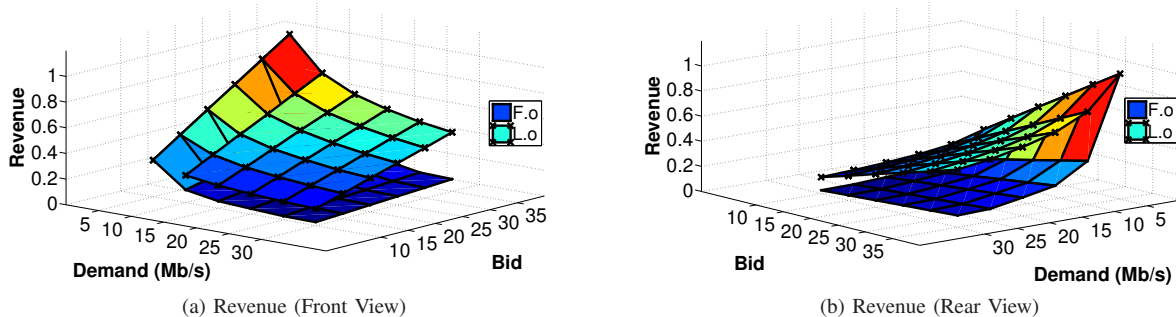 Revenue
1
0.8
0.6
0.4
0.2
0
5 10 15 20 25 30
Demand (Mb/s)
10 15 20 25 30 35
Bid
F.o
L.o
(a) Revenue (Front View)
Revenue
1
0.8
0.6
0.4
0.2
0
10 15 20 25 30 35
Bid
30 25 20 15 10 5
Demand (Mb/s)
F.o
L.o
(b) Revenue (Rear View)